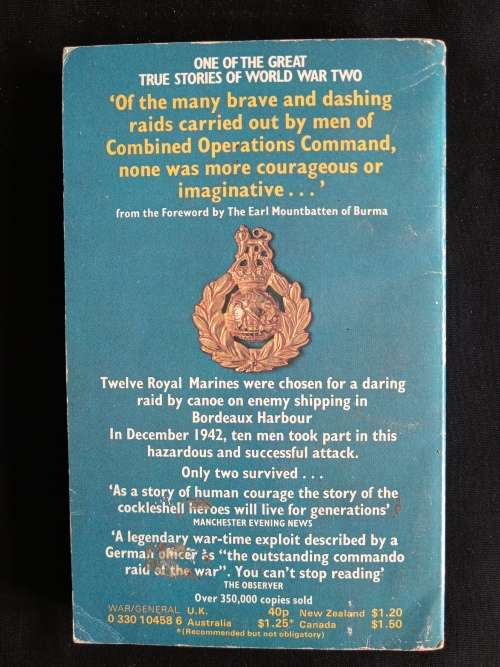 ONE OF THE GREAT
TRUE STORIES OF WORLD WAR TWO
‘Of the many brave and dashing
raids carried out by men of
Combined Operations Command,
none was more courageous or
imaginative . . . ’
from the Foreword by The Earl Mountbatten of Burma
Twelve Royal Marines were chosen for a daring
raid by canoe on enemy shipping in
Bordeaux Harbour
In December 1942, ten men took part in this
hazardous and successful attack.
Only two survived . . .
‘As a story of human courage the story of the
cockleshell heroes will live for generations’
MANCHESTER EVENING NEWS
‘A legendary war-time exploit described by a
German officer as “the outstanding commando
raid of the war”. You can’t stop reading’
THE OBSERVER
Over 350,000 copies sold
WAR/GENERAL U.K. 40p New Zealand $1.20
0 330 10458 6 Australia $1.25* Canada $1.50
*(Recommended but not obligatory)